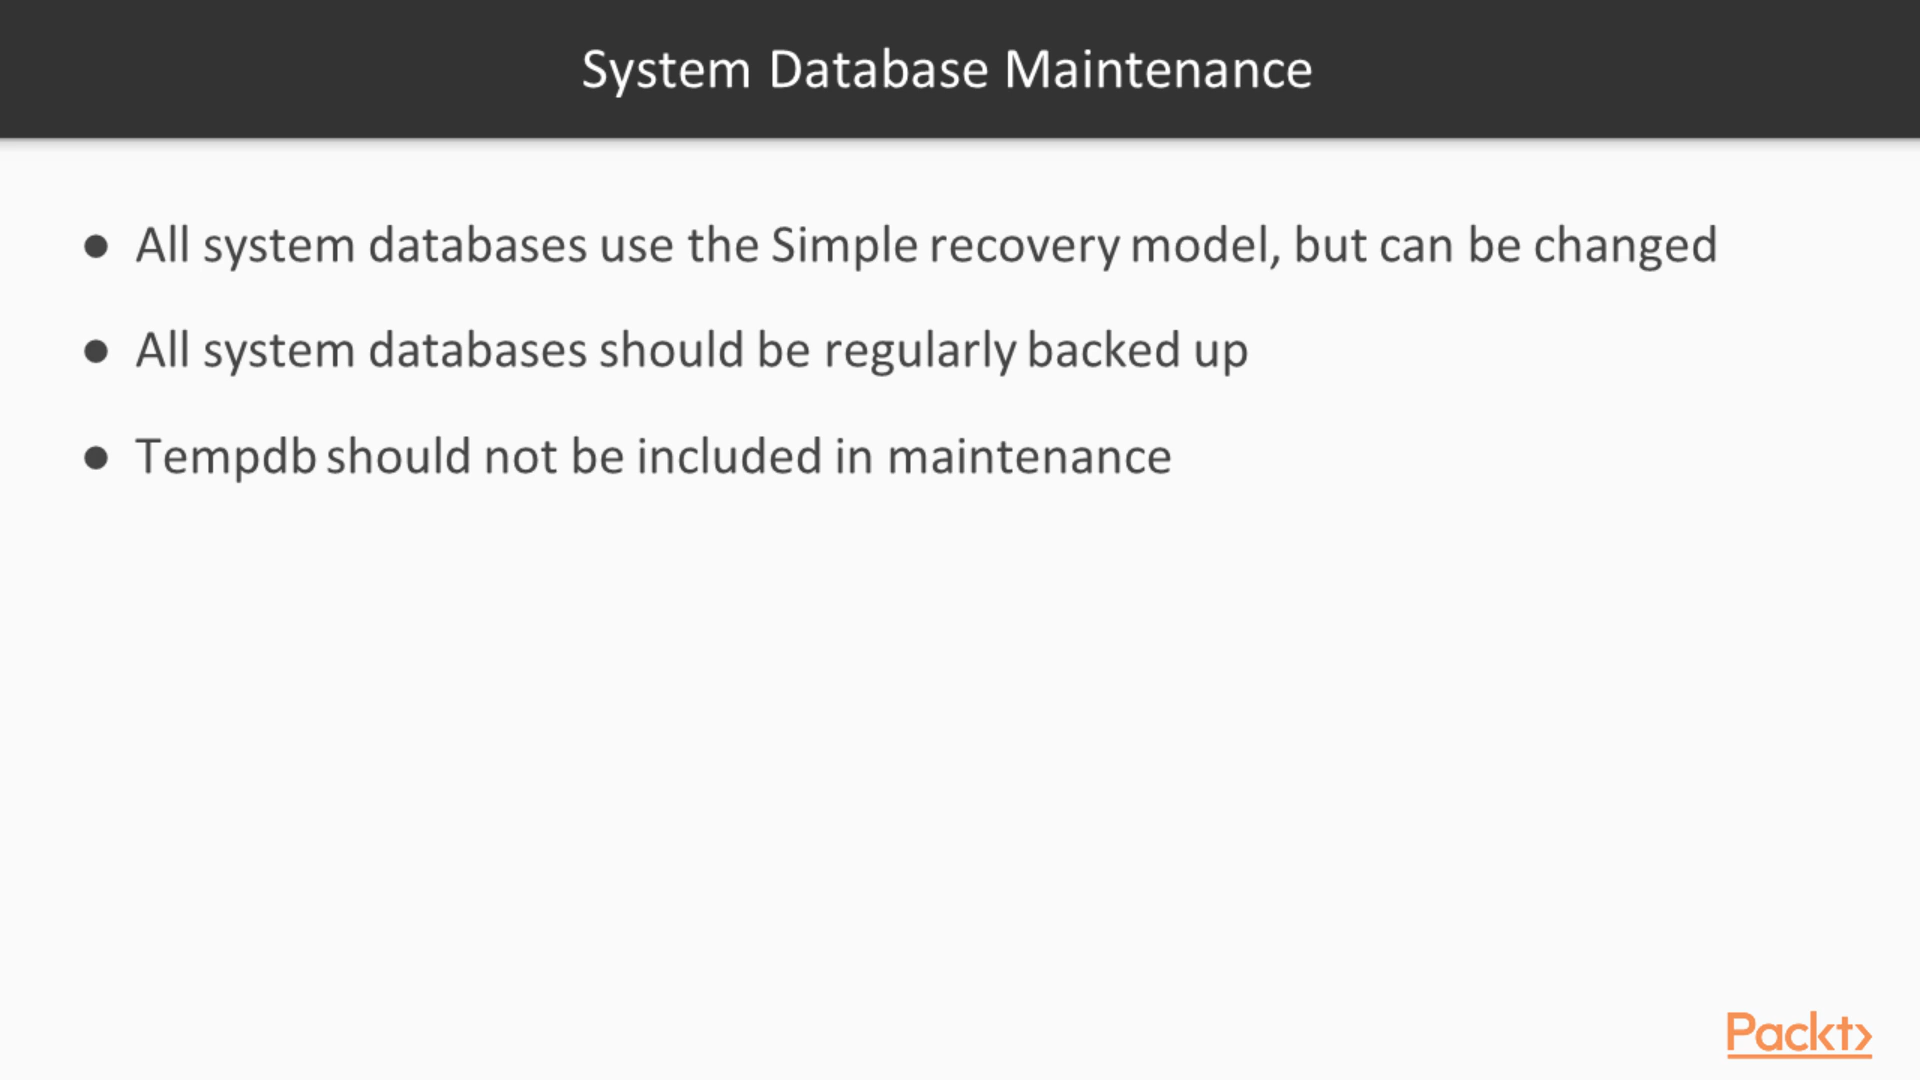 System Database Maintenance
● All system databases use the Simple recovery model, but can be changed
● All system databases should be regularly backed up
● Tempdb should not be included in maintenance
Packt>